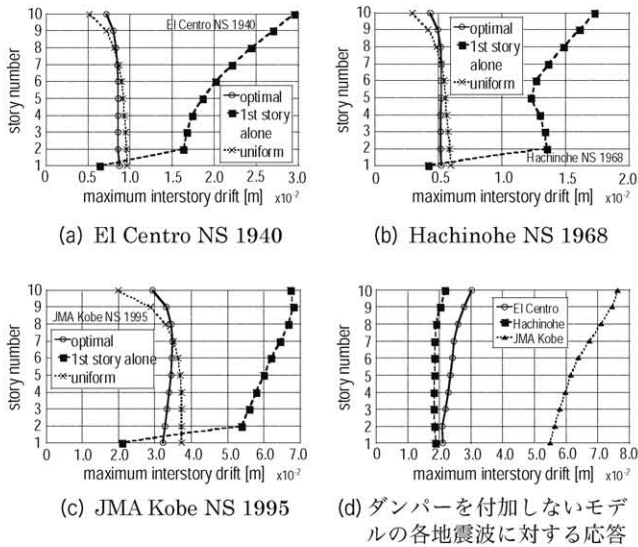 story number
10
9
8
7
6
5
4
3
2
1
El Centro NS 1940
optimal
1st story
alone
uniform
0.0 0.5 1.0 1.5 2.0 2.5 3.0
maximum interstory drift [m] x10⁻²
(a) El Centro NS 1940
story number
10
9
8
7
6
5
4
3
2
1
optimal
1st story
alone
uniform
Hachinohe NS 1968
0.0 0.5 1.0 1.5 2.0
maximum interstory drift [m] x10⁻²
(b) Hachinohe NS 1968
story number
10
9
8
7
6
5
4
3
2
1
JMA Kobe NS 1995
optimal
1st story alone
uniform
0.0 1.0 2.0 3.0 4.0 5.0 6.0 7.0 8.0
maximum interstory drift [m] x10⁻²
(c) JMA Kobe NS 1995
story number
10
9
8
7
6
5
4
3
2
1
El Centro
Hachinohe
JMA Kobe
0.0 1.0 2.0 3.0 4.0 5.0 6.0 7.0 8.0
maximum interstory drift [m] x10⁻²
(d) ダンパーを付加しないモデ
ルの各地震波に対する応答